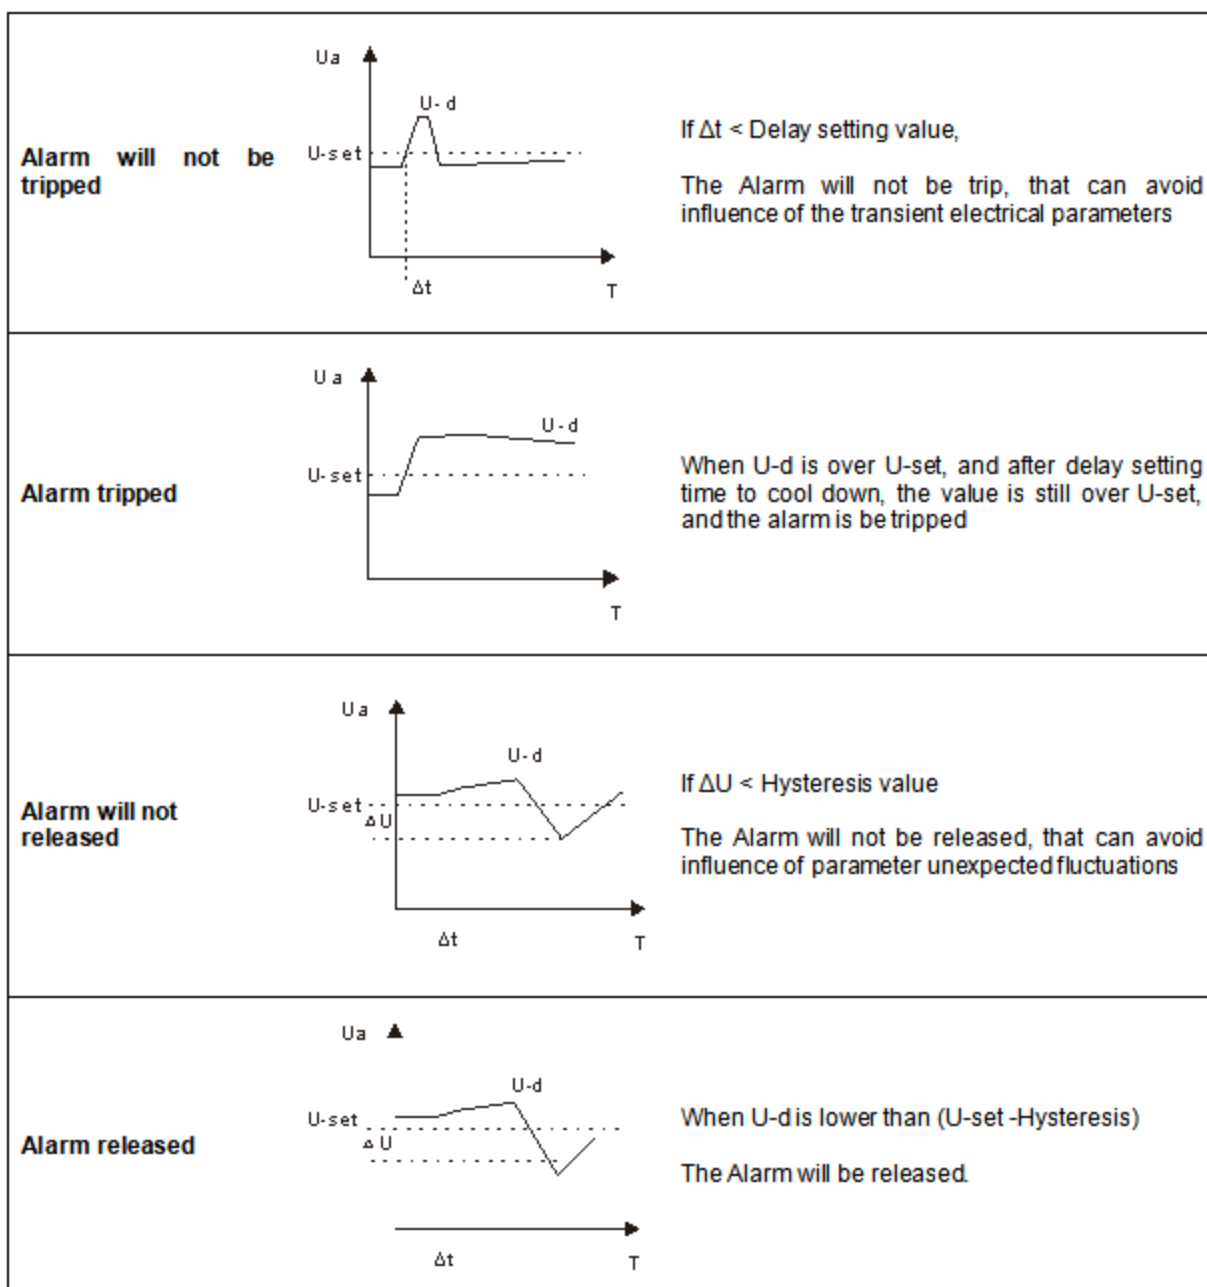 Ua
U-d
U-set
Alarm will not be
tripped
Δt
T
If Δt < Delay setting value,
The Alarm will not be trip, that can avoid
influence of the transient electrical parameters
Ua
U-d
U-set
Alarm tripped
T
When U-d is over U-set, and after delay setting
time to cool down, the value is still over U-set,
and the alarm is be tripped
Ua
U-d
U-set
ΔU
Alarm will not
released
Δt
T
If ΔU < Hysteresis value
The Alarm will not be released, that can avoid
influence of parameter unexpected fluctuations
Ua
U-d
U-set
ΔU
Alarm released
Δt
T
When U-d is lower than (U-set -Hysteresis)
The Alarm will be released.